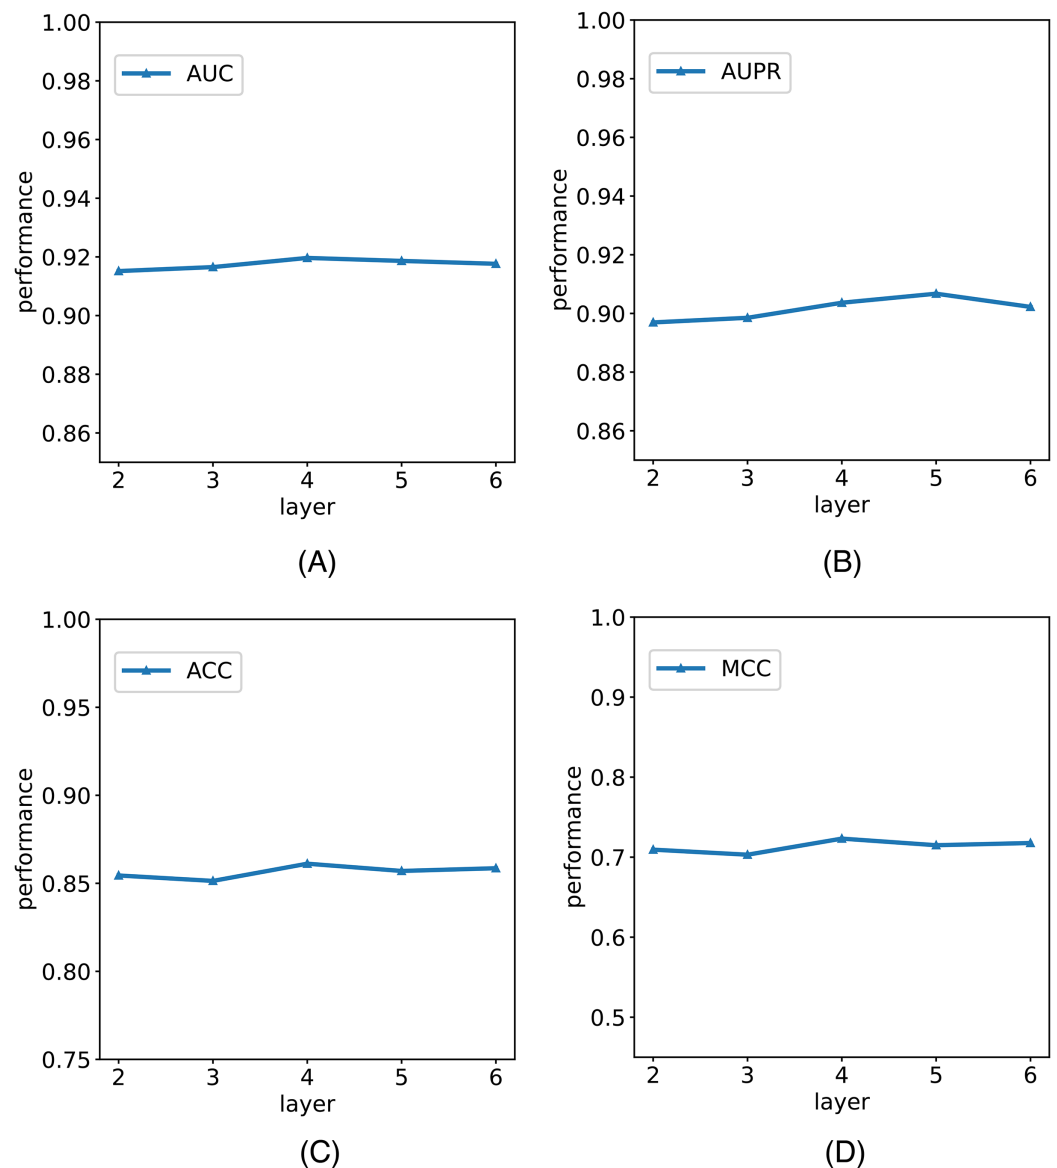 1.00
0.98
0.96
0.94
0.92
0.90
0.88
0.86
performance
AUC
2 3 4 5 6
layer
(A)
1.00
0.98
0.96
0.94
0.92
0.90
0.88
0.86
performance
AUPR
2 3 4 5 6
layer
(B)
1.00
0.95
0.90
0.85
0.80
0.75
performance
ACC
2 3 4 5 6
layer
(C)
1.0
0.9
0.8
0.7
0.6
0.5
performance
MCC
2 3 4 5 6
layer
(D)